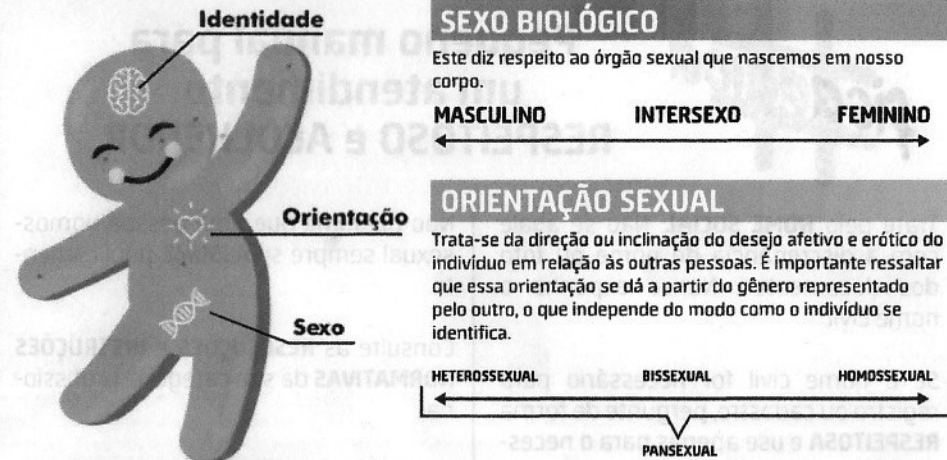 Identidade
Orientação
Sexo
SEXO BIOLÓGICO
Este diz respeito ao órgão sexual que nascemos em nosso
corpo.
MASCULINO INTERSEXO FEMININO
ORIENTAÇÃO SEXUAL
Trata-se da direção ou inclinação do desejo afetivo e erótico do
indivíduo em relação às outras pessoas. É importante ressaltar
que essa orientação se dá a partir do gênero representado
pelo outro, o que independe do modo como o indivíduo se
identifica.
HETEROSSEXUAL BISSEXUAL HOMOSSEXUAL
PANSEXUAL